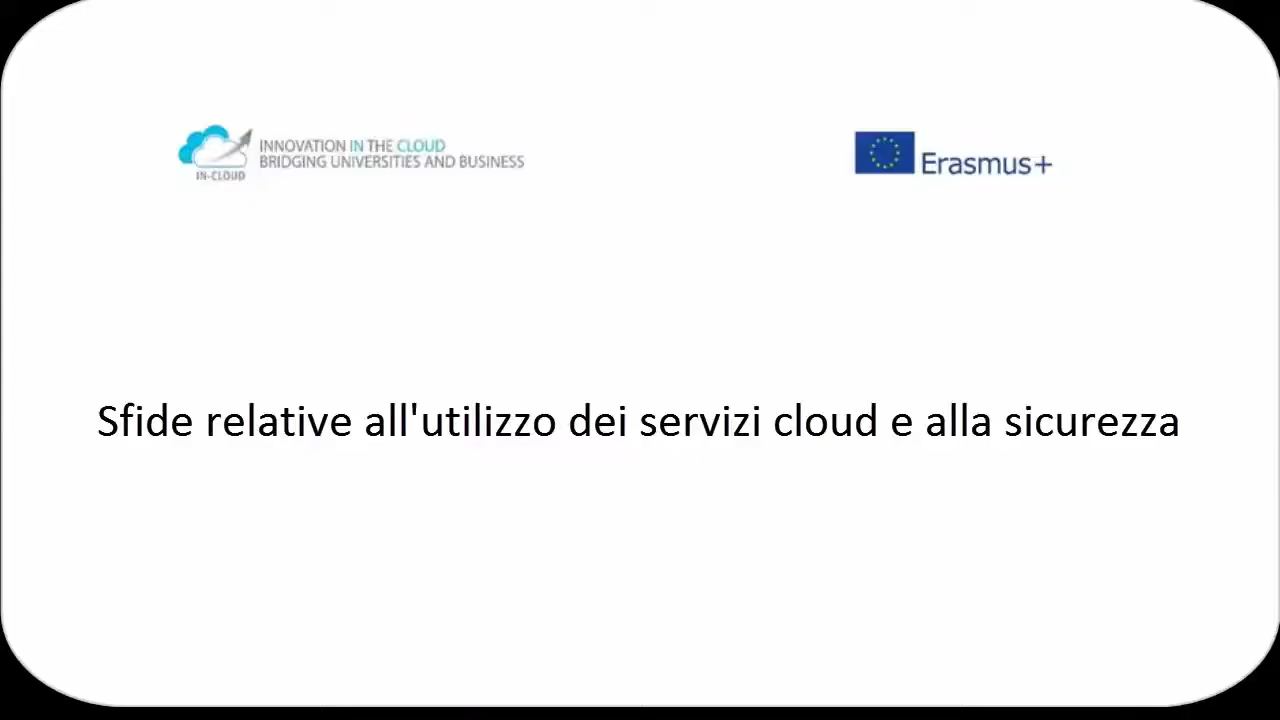 INNOVATION IN THE CLOUD
BRIDGING UNIVERSITIES AND BUSINESS
IN-CLOUD
Erasmus+
Sfide relative all'utilizzo dei servizi cloud e alla sicurezza